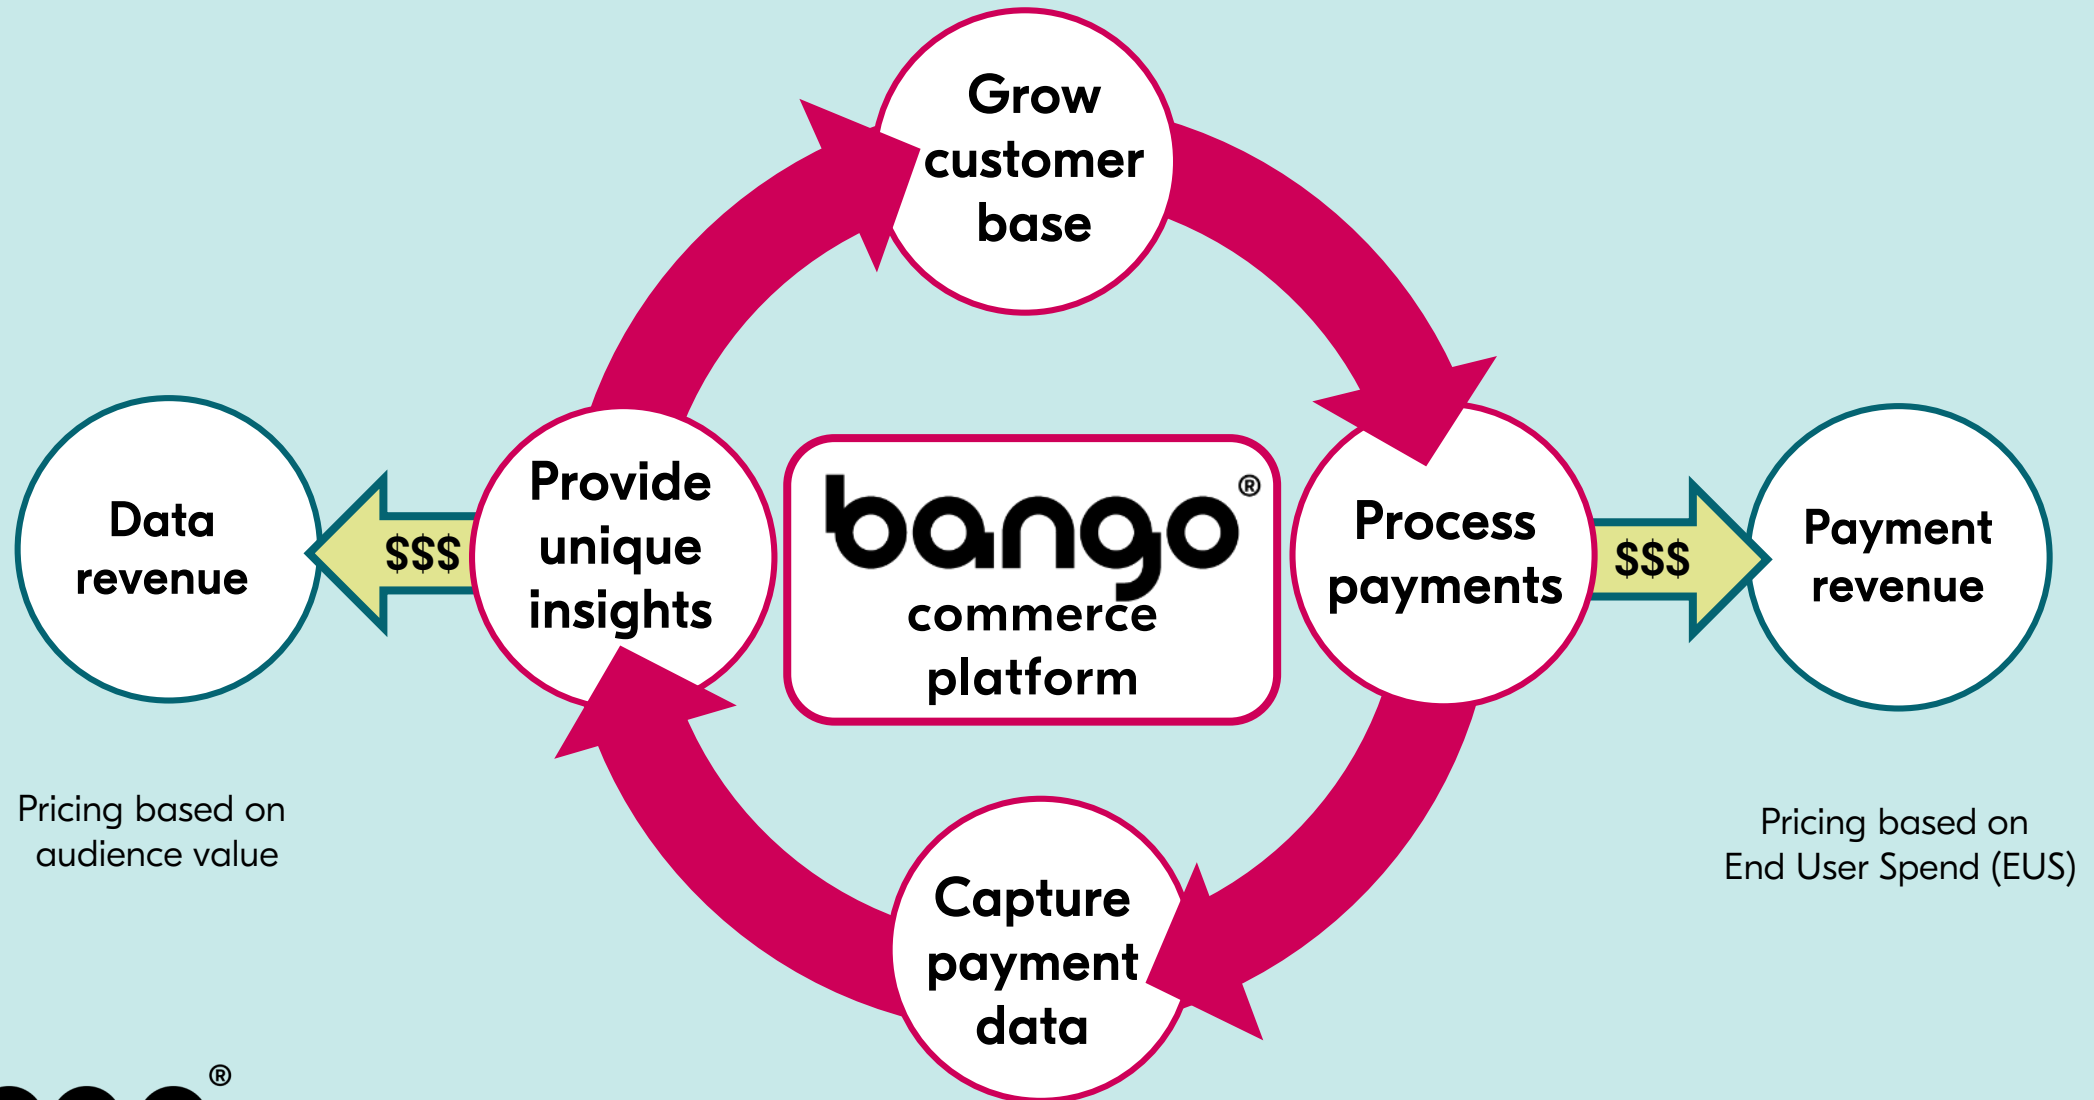 Grow
customer
base
Data
revenue
$$$
Provide
unique
insights
bango®
commerce
platform
Process
payments
$$$
Payment
revenue
Pricing based on
audience value
Pricing based on
End User Spend (EUS)
Capture
payment
data
®